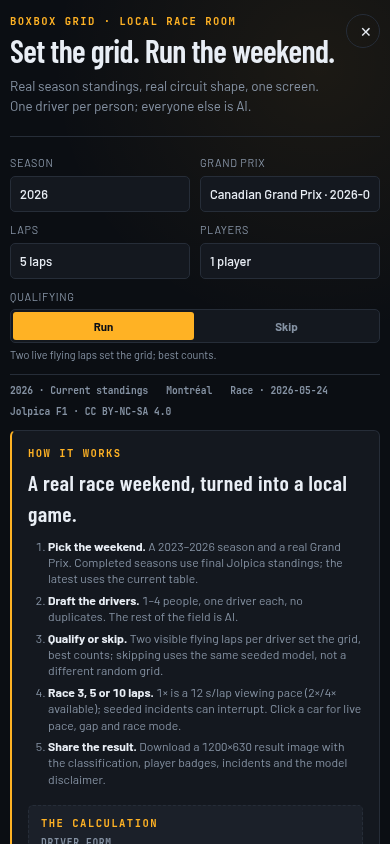 BOXBOX GRID · LOCAL RACE ROOM
✕
Set the grid. Run the weekend.
Real season standings, real circuit shape, one screen.
One driver per person; everyone else is AI.
SEASON
GRAND PRIX
2026
Canadian Grand Prix · 2026-0
LAPS
PLAYERS
5 laps
1 player
QUALIFYING
Run
Skip
Two live flying laps set the grid; best counts.
2026 · Current standings Montréal Race · 2026-05-24
Jolpica F1 · CC BY-NC-SA 4.0
HOW IT WORKS
A real race weekend, turned into a local
game.
1. Pick the weekend. A 2023–2026 season and a real Grand
Prix. Completed seasons use final Jolpica standings; the
latest uses the current table.
2. Draft the drivers. 1–4 people, one driver each, no
duplicates. The rest of the field is AI.
3. Qualify or skip. Two visible flying laps per driver set the grid,
best counts; skipping uses the same seeded model, not a
different random grid.
4. Race 3, 5 or 10 laps. 1× is a 12 s/lap viewing pace (2×/4×
available); seeded incidents can interrupt. Click a car for live
pace, gap and race mode.
5. Share the result. Download a 1200×630 result image with
the classification, player badges, incidents and the model
disclaimer.
THE CALCULATION
DRIVER FORM